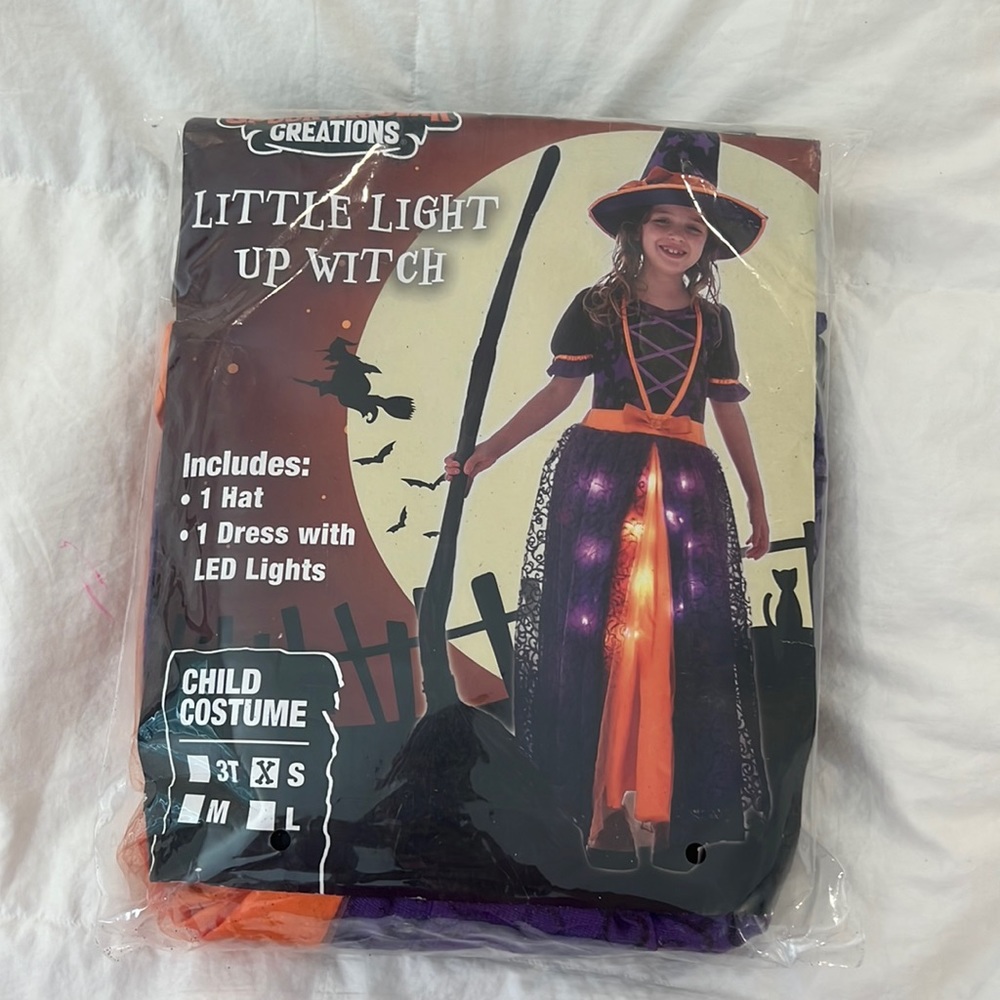 CREATIONS
LITTLE LIGHT
UP WITCH
Includes:
• 1 Hat
• 1 Dress with
LED Lights
CHILD
COSTUME
3T X S
M L